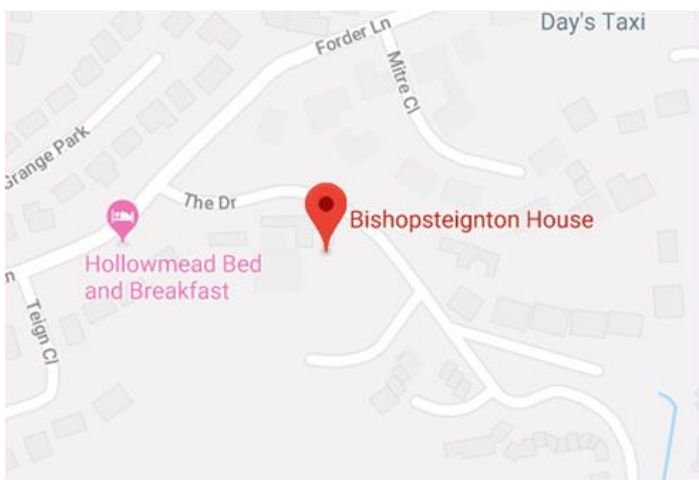 Day's Taxi
Forder Ln
Mitre Cl
Grange Park
The Dr
Bishopsteignton House
Hollowmead Bed
and Breakfast
n
Teign Cl